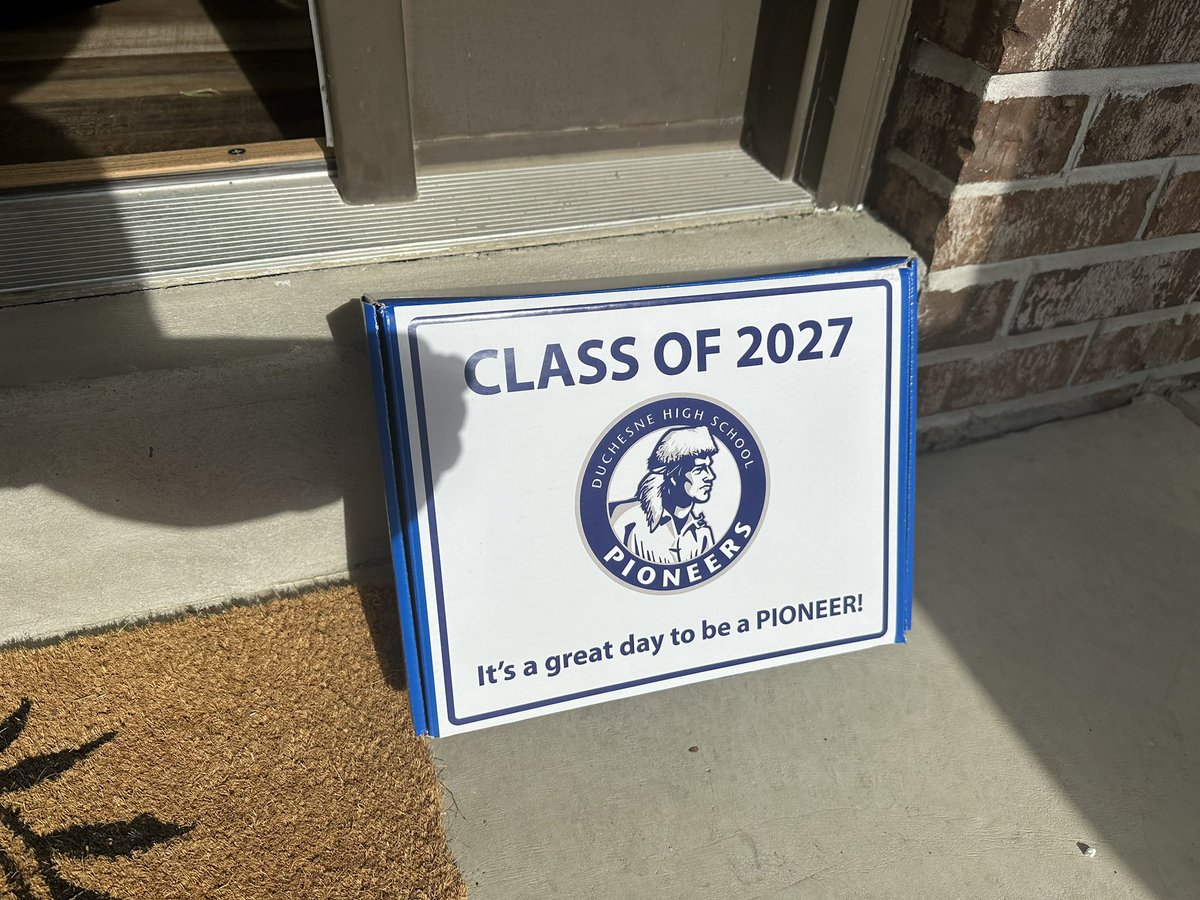 CLASS OF 2027
DUCHESNE HIGH SCHOOL
PIONEERS
It's a great day to be a PIONEER!